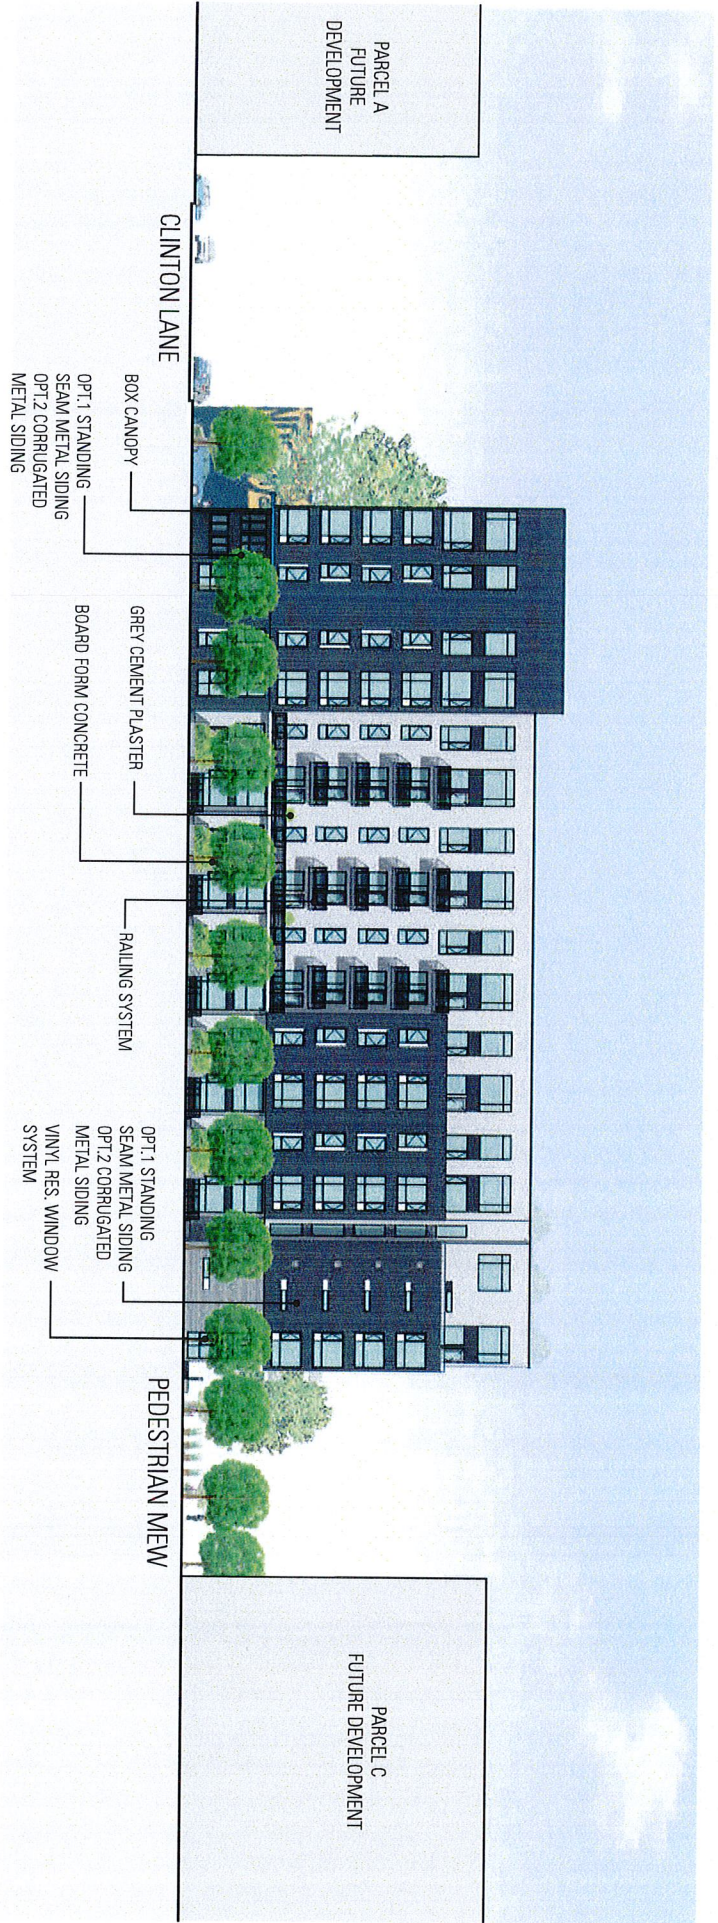 PARCEL A
FUTURE
DEVELOPMENT
CLINTON LANE
BOX CANOPY
OPT.1 STANDING
SEAM METAL SIDING
OPT.2 CORRUGATED
METAL SIDING
GREY CEMENT PLASTER
BOARD FORM CONCRETE
RAILING SYSTEM
OPT.1 STANDING
SEAM METAL SIDING
OPT.2 CORRUGATED
METAL SIDING
VINYL RES. WINDOW
SYSTEM
PEDESTRIAN MEW
PARCEL C
FUTURE DEVELOPMENT